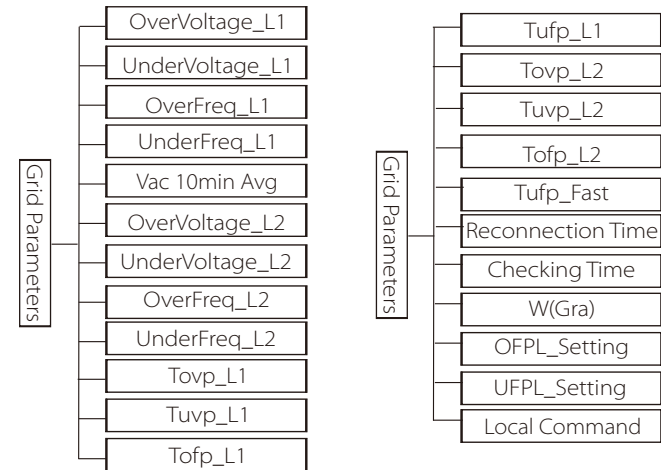 Grid Parameters
OverVoltage_L1
UnderVoltage_L1
OverFreq_L1
UnderFreq_L1
Vac 10min Avg
OverVoltage_L2
UnderVoltage_L2
OverFreq_L2
UnderFreq_L2
Tovp_L1
Tuvp_L1
Tofp_L1
Grid Parameters
Tufp_L1
Tovp_L2
Tuvp_L2
Tofp_L2
Tufp_Fast
Reconnection Time
Checking Time
W(Gra)
OFPL_Setting
UFPL_Setting
Local Command